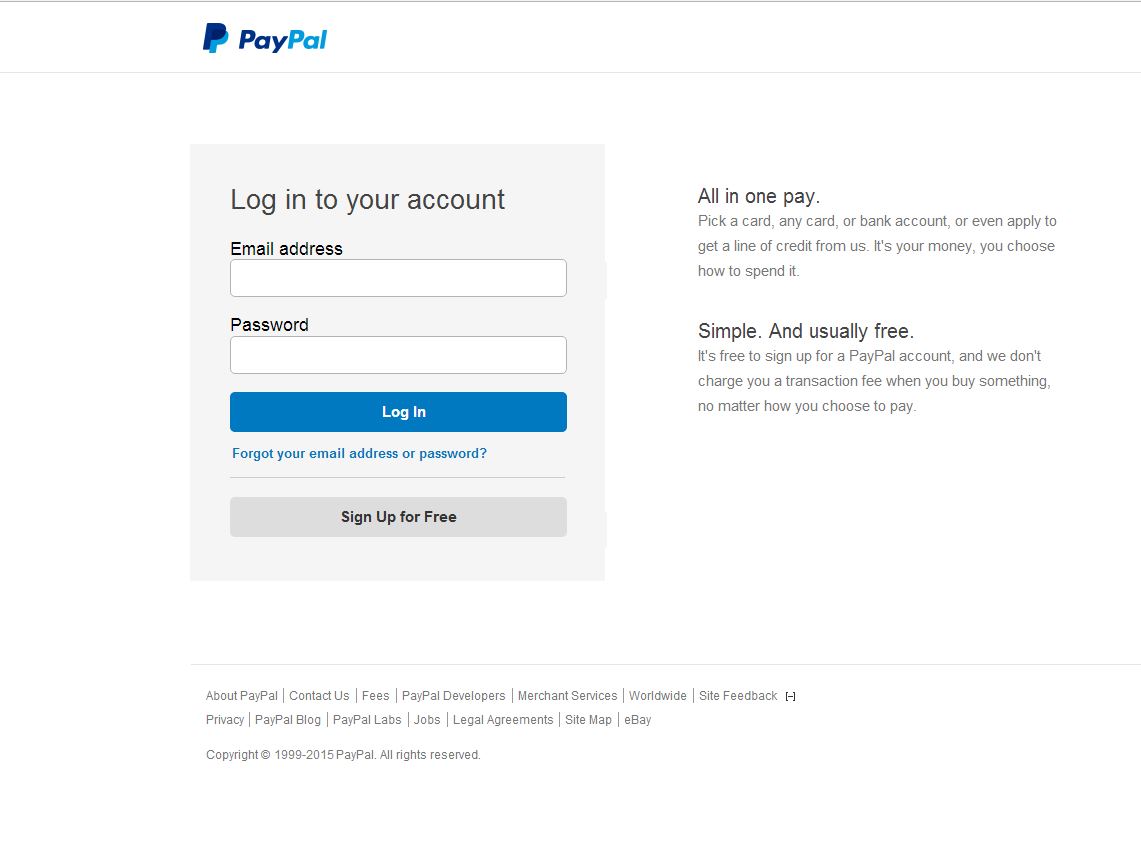 PayPal
Log in to your account
Email address
Password
Log In
Forgot your email address or password?
Sign Up for Free
All in one pay.
Pick a card, any card, or bank account, or even apply to
get a line of credit from us. It's your money, you choose
how to spend it.
Simple. And usually free.
It's free to sign up for a PayPal account, and we don't
charge you a transaction fee when you buy something,
no matter how you choose to pay.
About PayPal | Contact Us | Fees | PayPal Developers | Merchant Services | Worldwide | Site Feedback [–]
Privacy | PayPal Blog | PayPal Labs | Jobs | Legal Agreements | Site Map | eBay
Copyright © 1999-2015 PayPal. All rights reserved.